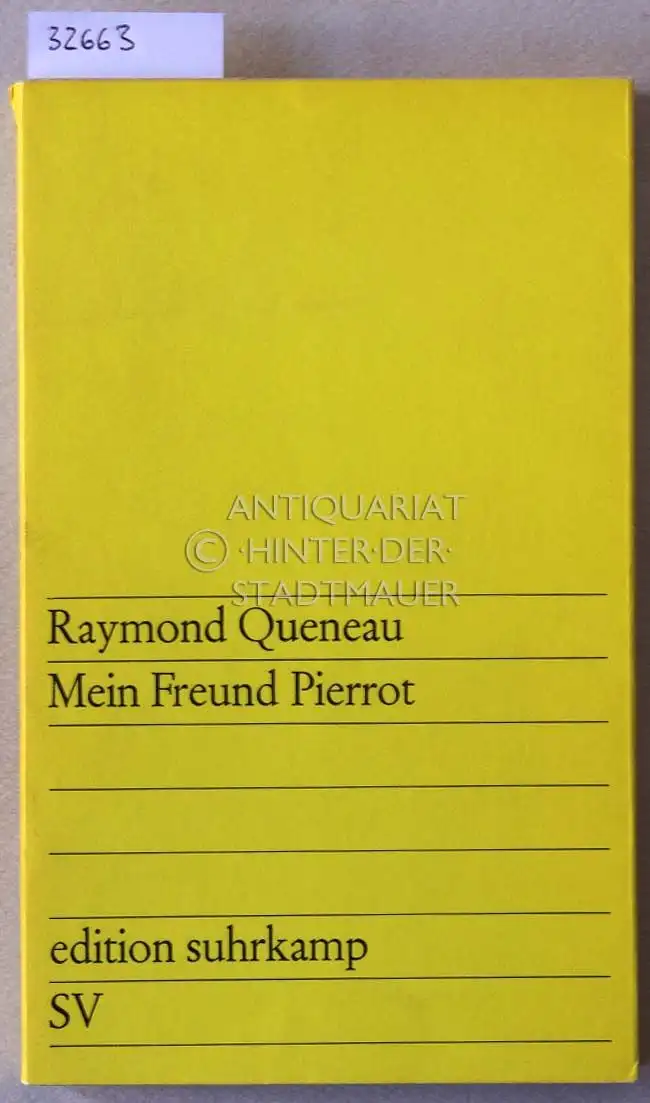 32663
ANTIQUARIAT
© ·HINTER·DER·
STADTMAUER
Raymond Queneau
Mein Freund Pierrot
edition suhrkamp
SV